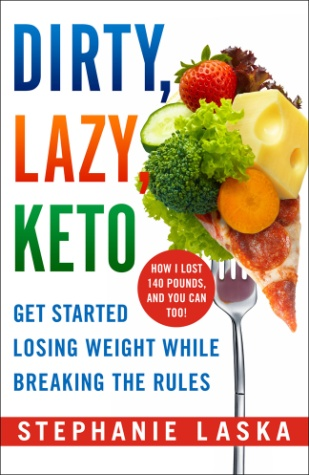 DIRTY,
LAZY,
KETO
HOW I LOST
140 POUNDS,
AND YOU CAN
TOO!
GET STARTED
LOSING WEIGHT WHILE
BREAKING THE RULES
STEPHANIE LASKA